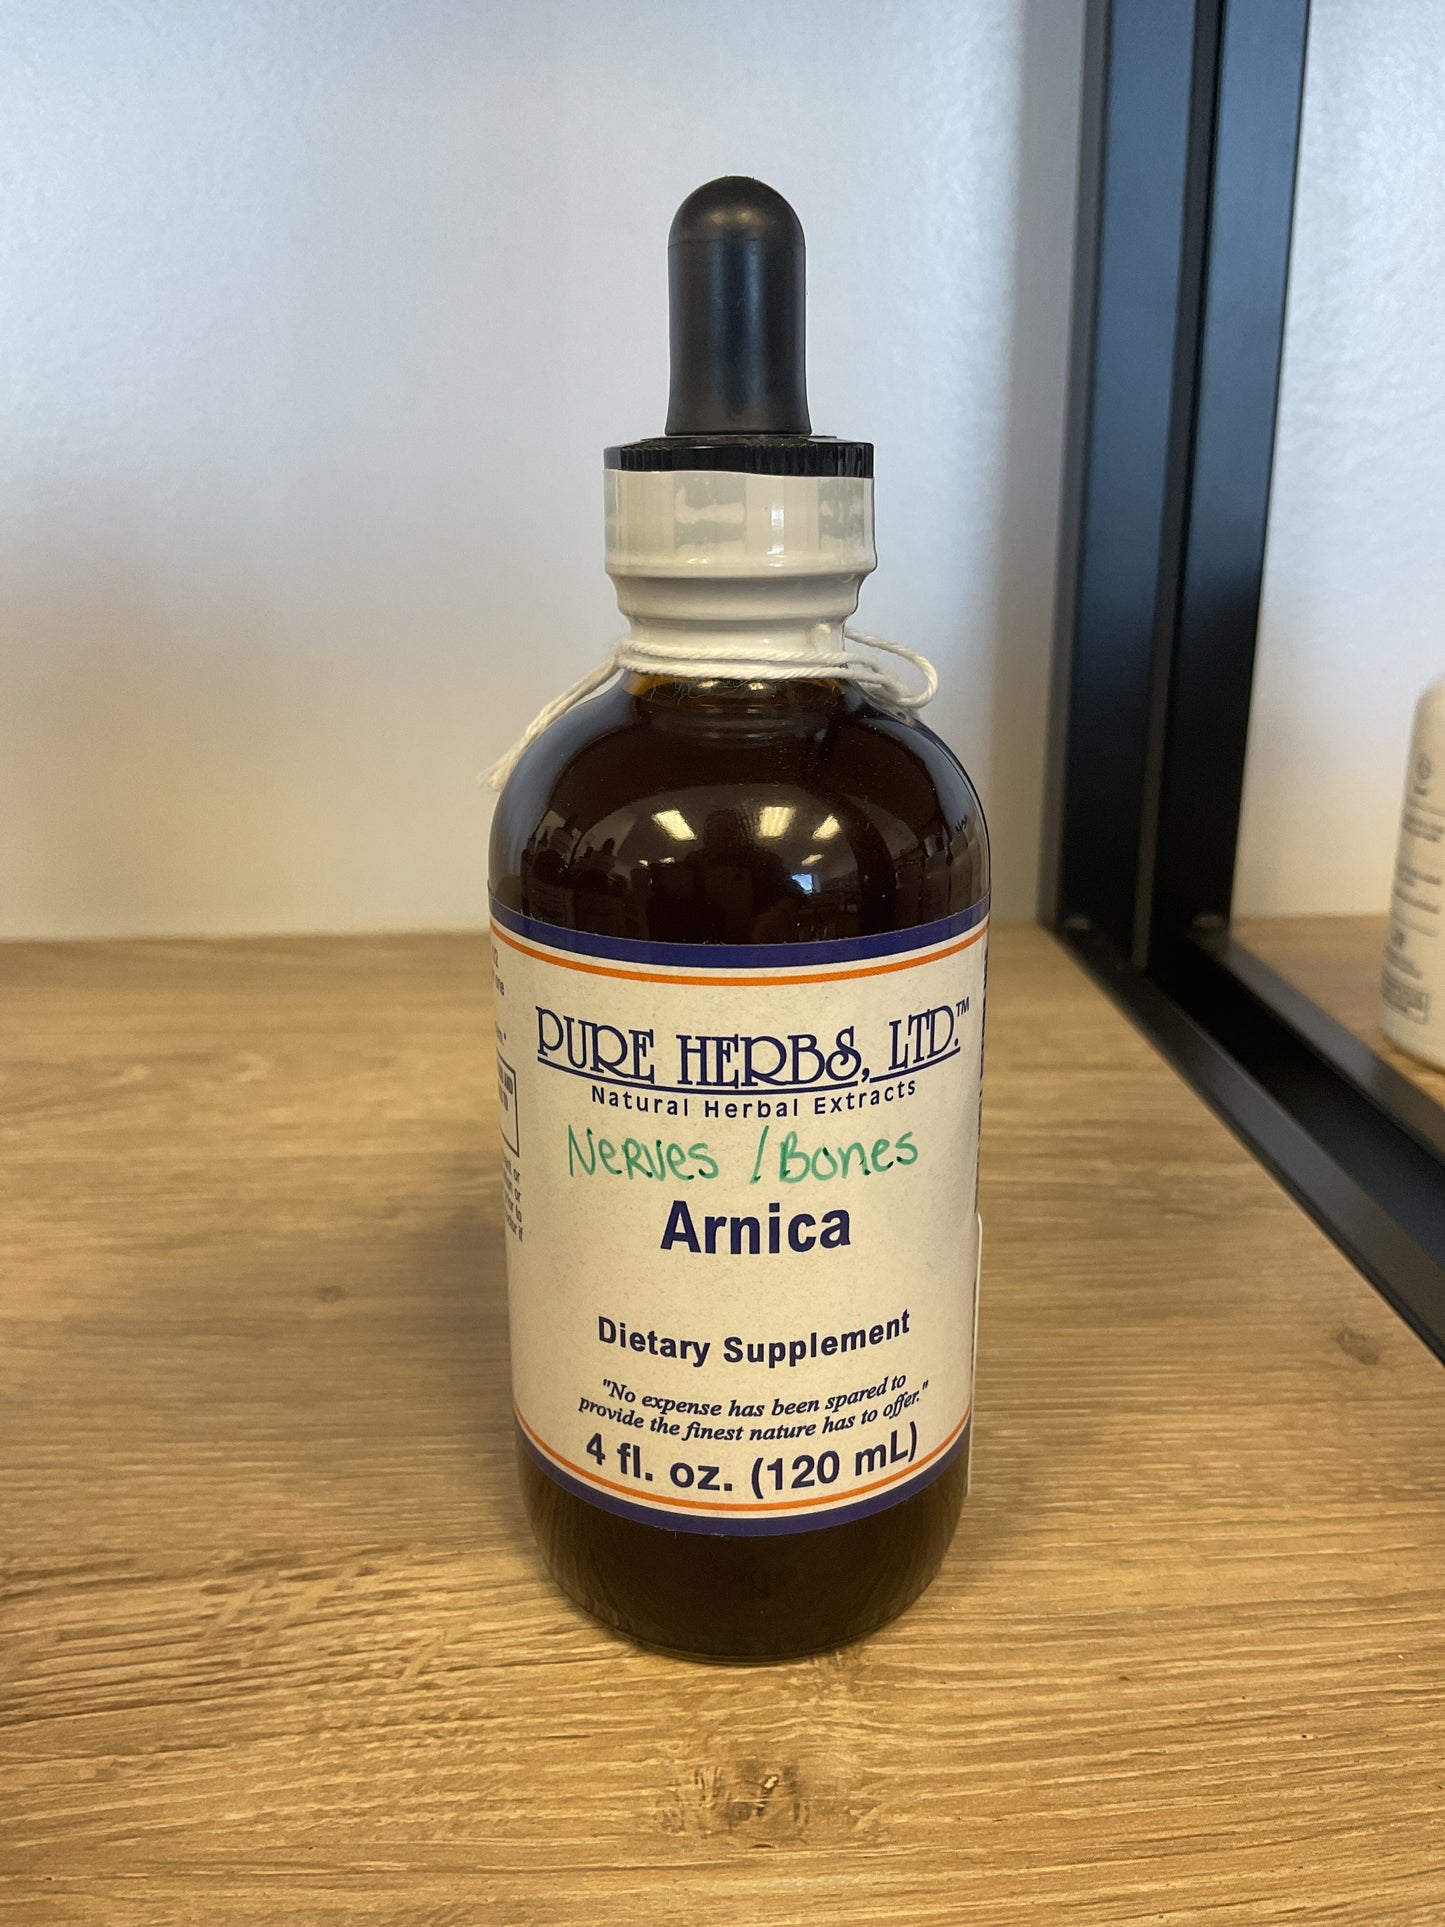 PURE HERBS, LTD.™
Natural Herbal Extracts
Nerves / Bones
Arnica
Dietary Supplement
"No expense has been spared to
provide the finest nature has to offer."
4 fl. oz. (120 mL)